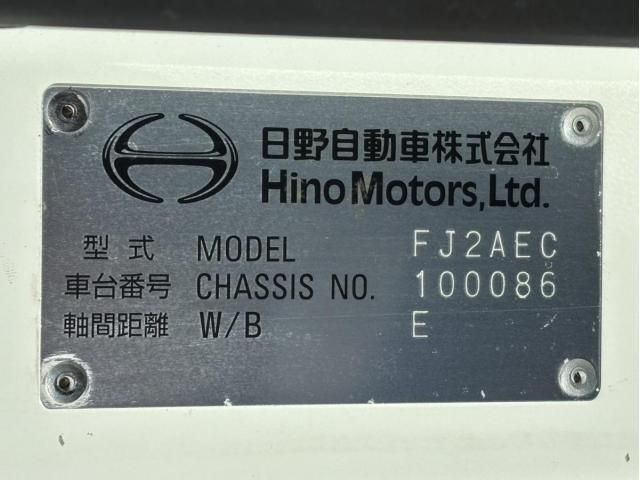 日野自動車株式会社
Hino Motors, Ltd.
型式 MODEL FJ2AEC
車台番号 CHASSIS NO. 100086
軸間距離 W/B E